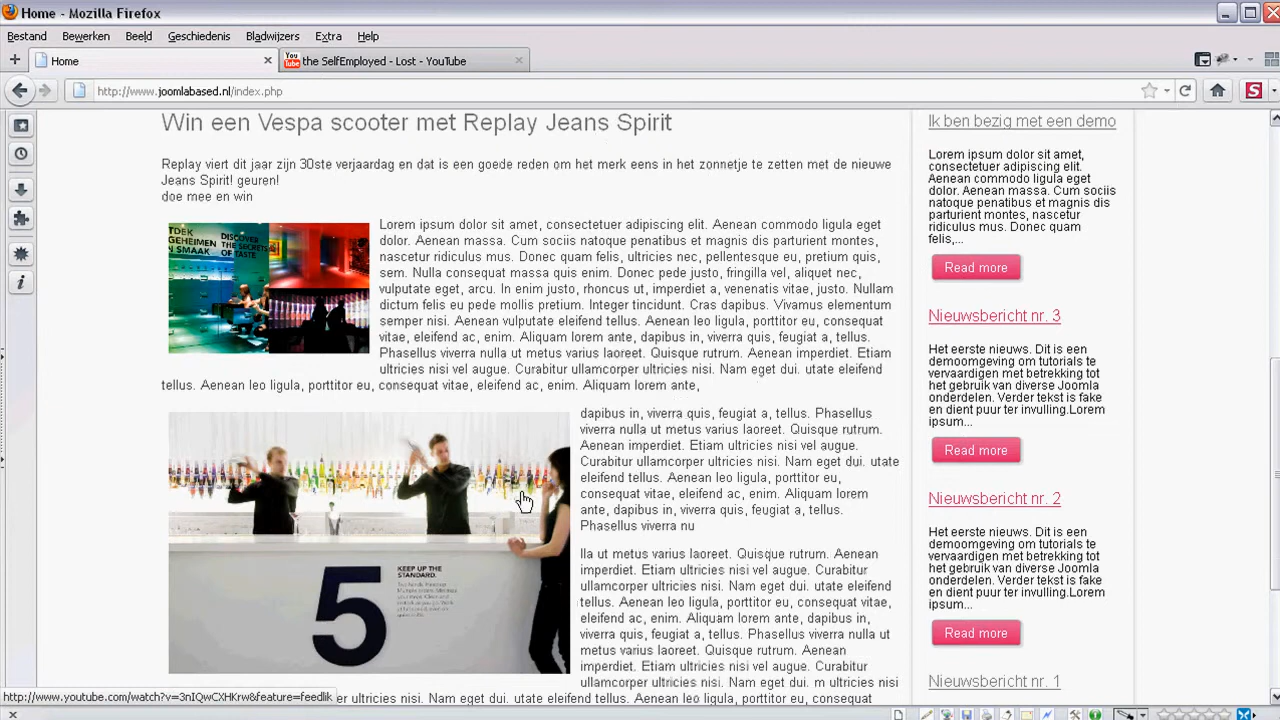 Home - Mozilla Firefox
Bestand Bewerken Beeld Geschiedenis Bladwijzers Extra Help
Home
You Tube the SelfEmployed - Lost - YouTube
http://www.joomlabased.nl/index.php
Win een Vespa scooter met Replay Jeans Spirit
Replay viert dit jaar zijn 30ste verjaardag en dat is een goede reden om het merk eens in het zonnetje te zetten met de nieuwe
Jeans Spirit! geuren!
doe mee en win
TDEK
GEHEIMEN
N SMAAK
DISCOVER
THE SECRETS
OF TASTE
Lorem ipsum dolor sit amet, consectetuer adipiscing elit. Aenean commodo ligula eget
dolor. Aenean massa. Cum sociis natoque penatibus et magnis dis parturient montes,
nascetur ridiculus mus. Donec quam felis, ultricies nec, pellentesque eu, pretium quis,
sem. Nulla consequat massa quis enim. Donec pede justo, fringilla vel, aliquet nec,
vulputate eget, arcu. In enim justo, rhoncus ut, imperdiet a, venenatis vitae, justo. Nullam
dictum felis eu pede mollis pretium. Integer tincidunt. Cras dapibus. Vivamus elementum
semper nisi. Aenean vulputate eleifend tellus. Aenean leo ligula, porttitor eu, consequat
vitae, eleifend ac, enim. Aliquam lorem ante, dapibus in, viverra quis, feugiat a, tellus.
Phasellus viverra nulla ut metus varius laoreet. Quisque rutrum. Aenean imperdiet. Etiam
ultricies nisi vel augue. Curabitur ullamcorper ultricies nisi. Nam eget dui. utate eleifend
tellus. Aenean leo ligula, porttitor eu, consequat vitae, eleifend ac, enim. Aliquam lorem ante,
5
KEEP UP THE
STANDARD.
dapibus in, viverra quis, feugiat a, tellus. Phasellus
viverra nulla ut metus varius laoreet. Quisque rutrum.
Aenean imperdiet. Etiam ultricies nisi vel augue.
Curabitur ullamcorper ultricies nisi. Nam eget dui. utate
eleifend tellus. Aenean leo ligula, porttitor eu,
consequat vitae, eleifend ac, enim. Aliquam lorem
ante, dapibus in, viverra quis, feugiat a, tellus.
Phasellus viverra nu
lla ut metus varius laoreet. Quisque rutrum. Aenean
imperdiet. Etiam ultricies nisi vel augue. Curabitur
ullamcorper ultricies nisi. Nam eget dui. utate eleifend
tellus. Aenean leo ligula, porttitor eu, consequat vitae,
eleifend ac, enim. Aliquam lorem ante, dapibus in,
viverra quis, feugiat a, tellus. Phasellus viverra nulla ut
metus varius laoreet. Quisque rutrum. Aenean
imperdiet. Etiam ultricies nisi vel augue. Curabitur
ullamcorper ultricies nisi. Nam eget dui. m ultricies nisi
er ultricies nisi. Nam eget dui. utate eleifend tellus. Aenean leo ligula, porttitor eu, consequat
http://www.youtube.com/watch?v=3nIQwCXHKrw&feature=feedlik
Ik ben bezig met een demo
Lorem ipsum dolor sit amet,
consectetuer adipiscing elit.
Aenean commodo ligula eget
dolor. Aenean massa. Cum sociis
natoque penatibus et magnis dis
parturient montes, nascetur
ridiculus mus. Donec quam
felis,...
Read more
Nieuwsbericht nr. 3
Het eerste nieuws. Dit is een
demoomgeving om tutorials te
vervaardigen met betrekking tot
het gebruik van diverse Joomla
onderdelen. Verder tekst is fake
en dient puur ter invulling.Lorem
ipsum...
Read more
Nieuwsbericht nr. 2
Het eerste nieuws. Dit is een
demoomgeving om tutorials te
vervaardigen met betrekking tot
het gebruik van diverse Joomla
onderdelen. Verder tekst is fake
en dient puur ter invulling.Lorem
ipsum...
Read more
Nieuwsbericht nr. 1